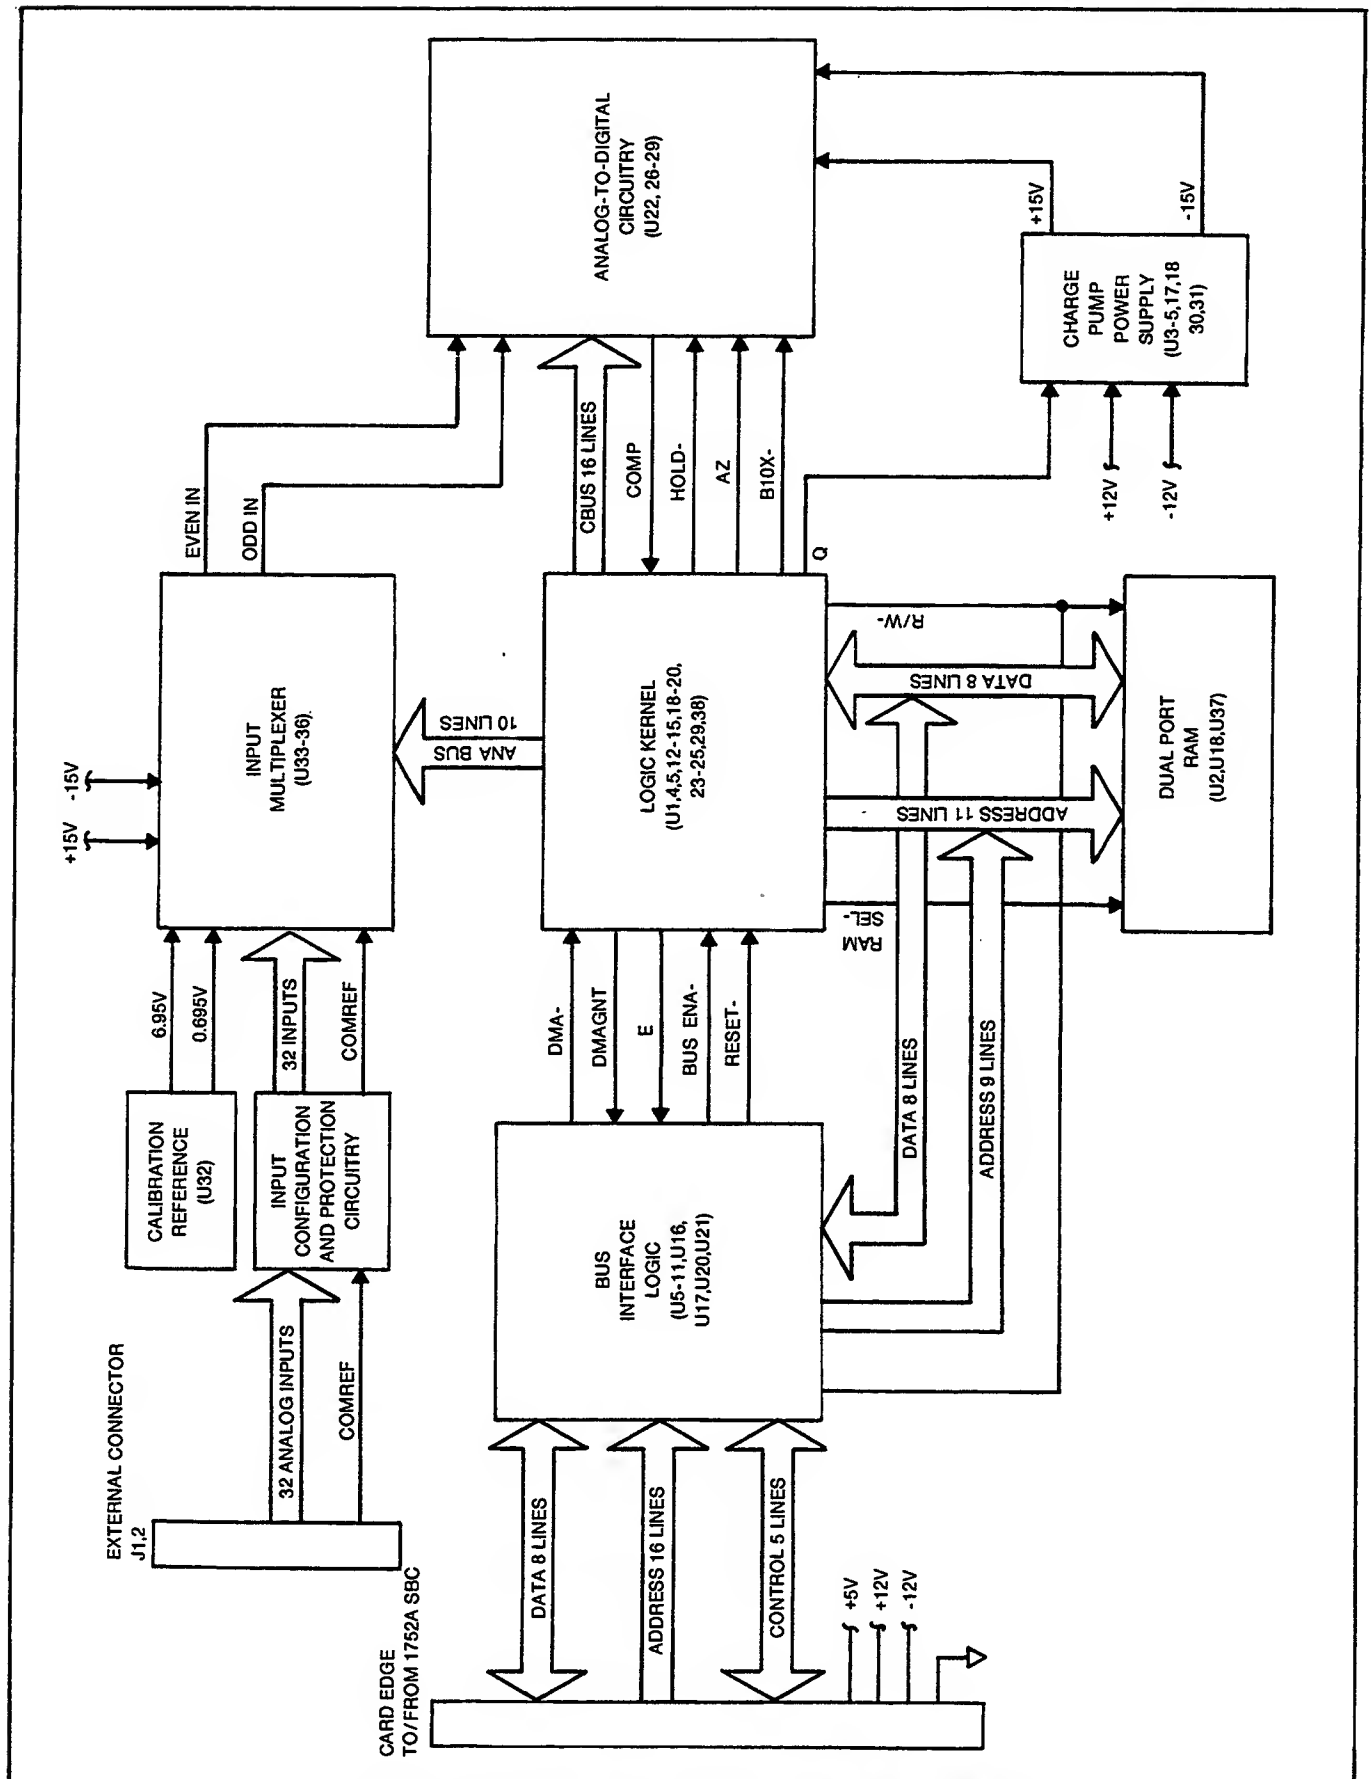 EXTERNAL CONNECTOR
J1,2
32 ANALOG INPUTS
COMREF
CALIBRATION
REFERENCE
(U32)
INPUT
CONFIGURATION
AND PROTECTION
CIRCUITRY
6.95V
0.695V
32 INPUTS
COMREF
+15V
-15V
INPUT
MULTIPLEXER
(U33-36)
EVEN IN
ODD IN
ANA BUS
10 LINES
ANALOG-TO-DIGITAL
CIRCUITRY
(U22, 26-29)
CARD EDGE
TO/FROM 1752A SBC
DATA 8 LINES
ADDRESS 16 LINES
CONTROL 5 LINES
+5V
+12V
-12V
BUS
INTERFACE
LOGIC
(U5-11,U16,
U17,U20,U21)
DMA-
DMAGNT
E
BUS ENA-
RESET-
LOGIC KERNEL
(U1,4,5,12-15,18-20,
23-25,29,38)
CBUS 16 LINES
COMP
HOLD-
AZ
B10X-
Q
DATA 8 LINES
ADDRESS 9 LINES
RAM
SEL-
ADDRESS 11 LINES
DATA 8 LINES
R/W-
DUAL PORT
RAM
(U2,U18,U37)
+12V
-12V
CHARGE
PUMP
POWER
SUPPLY
(U3-5,17,18
30,31)
+15V
-15V